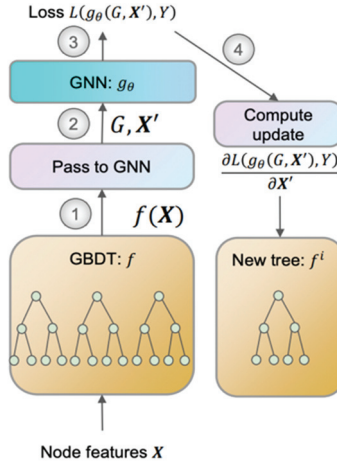 Loss L(g_θ(G, X′), Y)
3
4
GNN: g_θ
2
G, X′
Compute
update
Pass to GNN
∂L(g_θ(G, X′), Y)
∂X′
1
f(X)
GBDT: f
New tree: fⁱ
Node features X